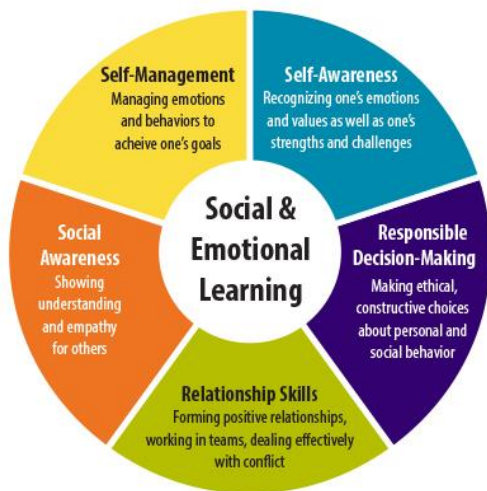 Self-Management
Managing emotions
and behaviors to
acheive one's goals
Self-Awareness
Recognizing one's emotions
and values as well as one's
strengths and challenges
Social &
Emotional
Learning
Social
Awareness
Showing
understanding
and empathy
for others
Responsible
Decision-Making
Making ethical,
constructive choices
about personal and
social behavior
Relationship Skills
Forming positive relationships,
working in teams, dealing effectively
with conflict